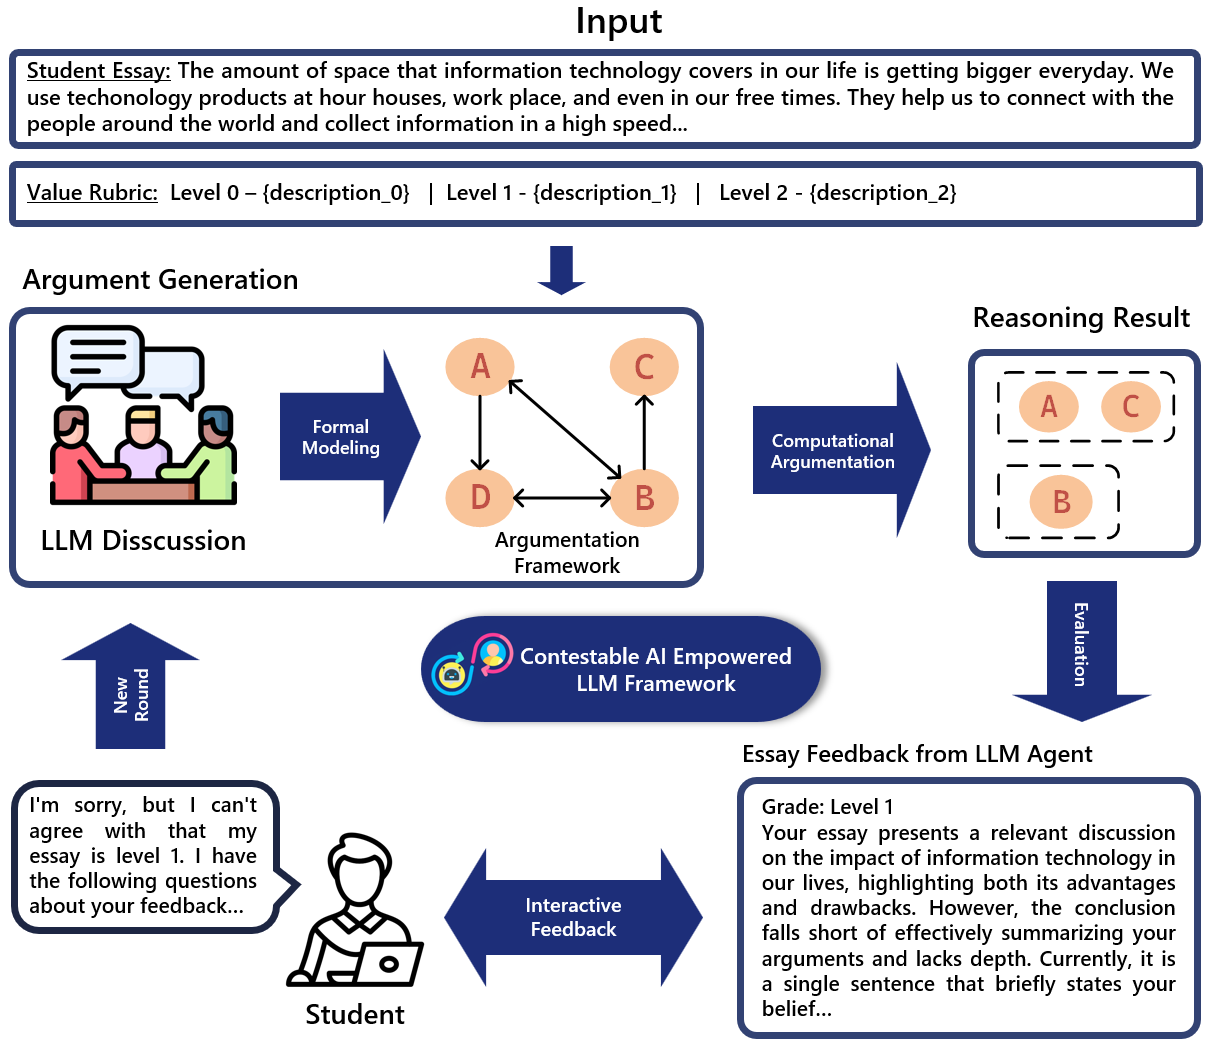 Input
Student Essay: The amount of space that information technology covers in our life is getting bigger everyday. We
use techonology products at hour houses, work place, and even in our free times. They help us to connect with the
people around the world and collect information in a high speed...
Value Rubric: Level 0 – {description_0} | Level 1 - {description_1} | Level 2 - {description_2}
Argument Generation
Reasoning Result
LLM Disscussion
Formal
Modeling
A
C
D
B
Argumentation
Framework
Computational
Argumentation
A
C
B
Evaluation
Contestable AI Empowered
LLM Framework
New
Round
Essay Feedback from LLM Agent
Grade: Level 1
Your essay presents a relevant discussion
on the impact of information technology in
our lives, highlighting both its advantages
and drawbacks. However, the conclusion
falls short of effectively summarizing your
arguments and lacks depth. Currently, it is
a single sentence that briefly states your
belief...
I'm sorry, but I can't
agree with that my
essay is level 1. I have
the following questions
about your feedback...
Interactive
Feedback
Student